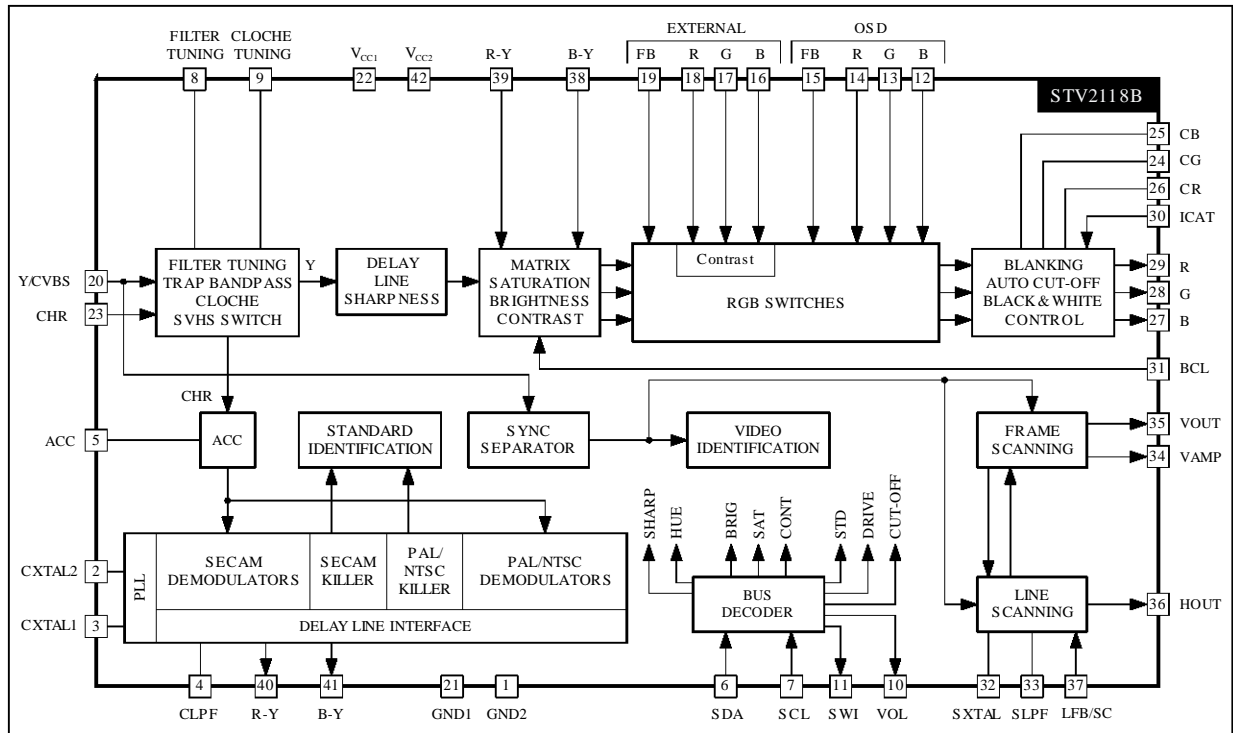 FILTER TUNING
CLOCHE TUNING
EXTERNAL
OSD
VCC1
VCC2
R-Y
B-Y
FB
R
G
B
FB
R
G
B
8
9
22
42
39
38
19
18
17
16
15
14
13
12
STV2118B
25
CB
24
CG
26
CR
30
ICAT
Y/CVBS
20
CHR
23
FILTER TUNING
TRAP BANDPASS
CLOCHE
SVHS SWITCH
Y
DELAY
LINE
SHARPNESS
MATRIX
SATURATION
BRIGHTNESS
CONTRAST
Contrast
RGB SWITCHES
BLANKING
AUTO CUT-OFF
BLACK & WHITE
CONTROL
29
R
28
G
27
B
31
BCL
CHR
ACC
5
ACC
STANDARD
IDENTIFICATION
SYNC
SEPARATOR
VIDEO
IDENTIFICATION
FRAME
SCANNING
35
VOUT
34
VAMP
SHARP
HUE
BRIG
SAT
CONT
STD
DRIVE
CUT-OFF
CXTAL2
2
CXTAL1
3
PLL
SECAM
DEMODULATORS
SECAM
KILLER
PAL/
NTSC
KILLER
PAL/NTSC
DEMODULATORS
DELAY LINE INTERFACE
BUS
DECODER
LINE
SCANNING
36
HOUT
4
40
41
21
1
6
7
11
10
32
33
37
CLPF
R-Y
B-Y
GND1
GND2
SDA
SCL
SWI
VOL
SXTAL
SLPF
LFB/SC